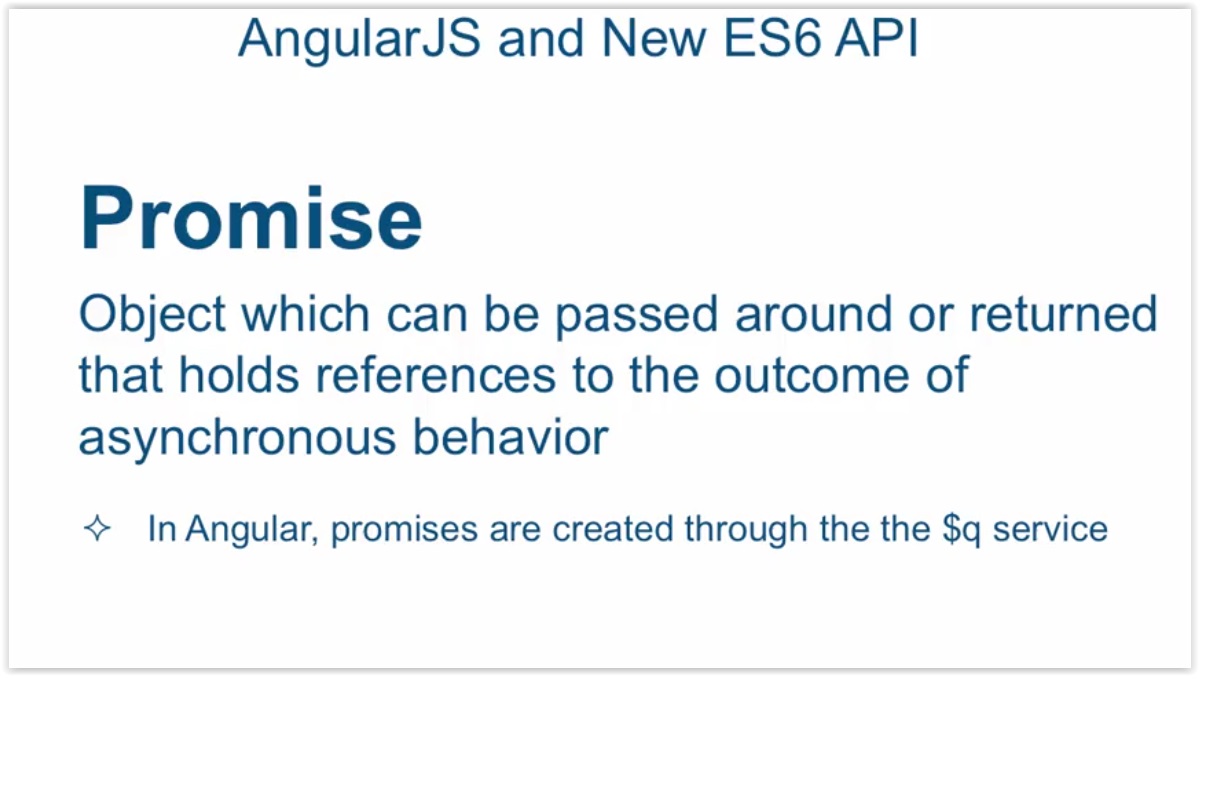 AngularJS and New ES6 API
Promise
Object which can be passed around or returned
that holds references to the outcome of
asynchronous behavior
✧ In Angular, promises are created through the the $q service